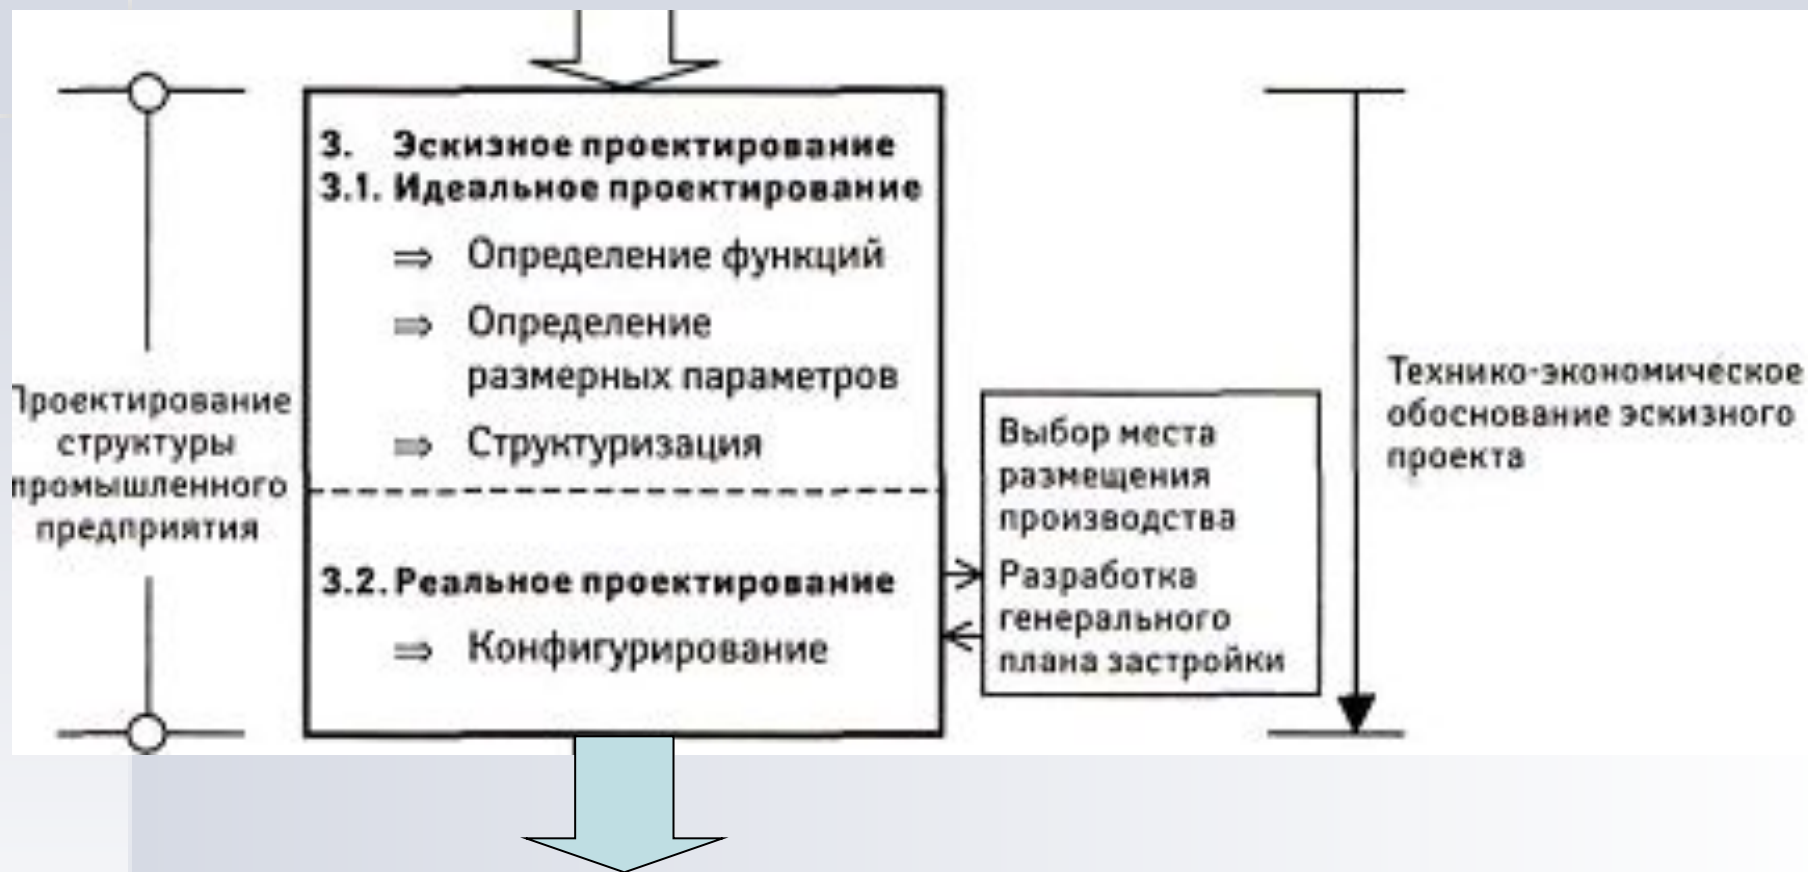 Проектирование
структуры
промышленного
предприятия
3. Эскизное проектирование
3.1. Идеальное проектирование
⇒ Определение функций
⇒ Определение
размерных параметров
⇒ Структуризация
3.2. Реальное проектирование
⇒ Конфигурирование
Выбор места
размещения
производства
Разработка
генерального
плана застройки
Технико-экономическое
обоснование эскизного
проекта